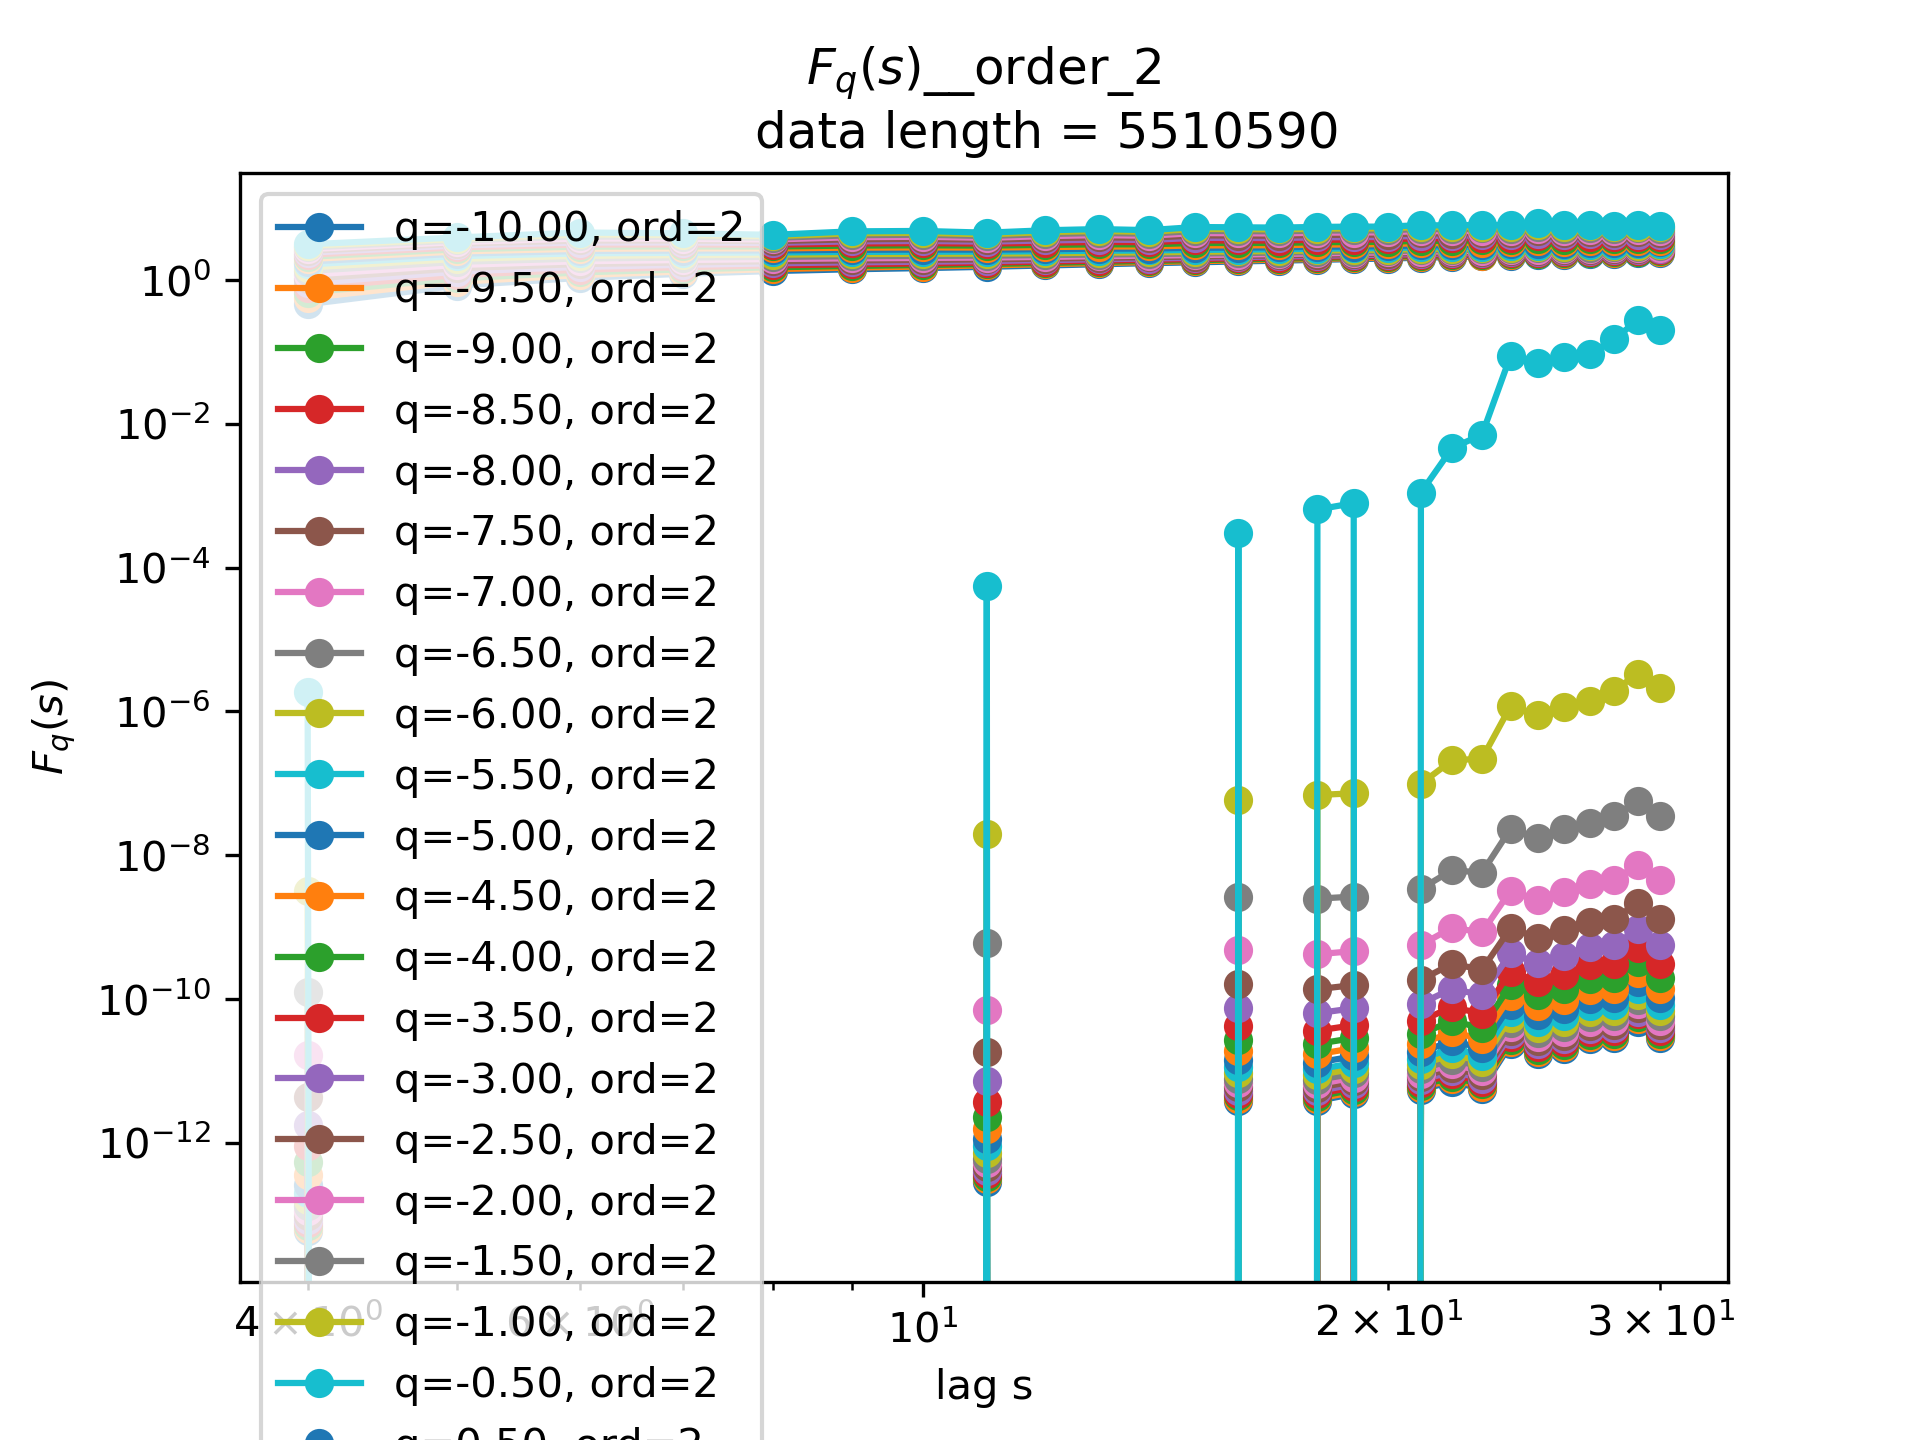 F_q(s)__order_2
data length = 5510590
q=-10.00, ord=2
q=-9.50, ord=2
q=-9.00, ord=2
q=-8.50, ord=2
q=-8.00, ord=2
q=-7.50, ord=2
q=-7.00, ord=2
q=-6.50, ord=2
q=-6.00, ord=2
q=-5.50, ord=2
q=-5.00, ord=2
q=-4.50, ord=2
q=-4.00, ord=2
q=-3.50, ord=2
q=-3.00, ord=2
q=-2.50, ord=2
q=-2.00, ord=2
q=-1.50, ord=2
q=-1.00, ord=2
q=-0.50, ord=2
q=0.50, ord=2
10^0
10^−2
10^−4
10^−6
10^−8
10^−10
10^−12
F_q(s)
4 × 10^0
6 × 10^0
10^1
2 × 10^1
3 × 10^1
lag s